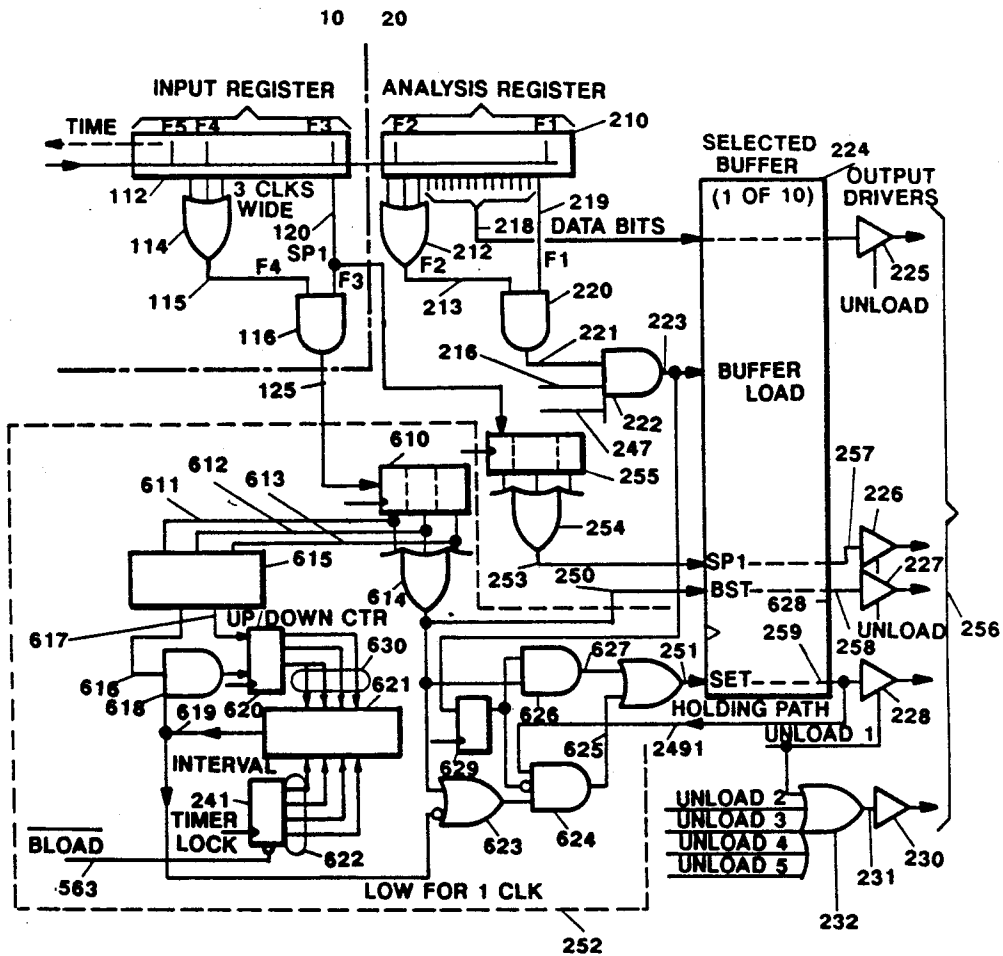 10 20
INPUT REGISTER
ANALYSIS REGISTER
TIME
F5 F4 F3
F2 F1
210
SELECTED
BUFFER
224
(1 OF 10)
OUTPUT
DRIVERS
112
3 CLKS
WIDE
219
114
120
218
DATA BITS
SP1
212
225
F4
F3
F2
F1
115
213
220
UNLOAD
116
221
223
216
BUFFER
LOAD
125
222
247
610
612
613
255
257
611
226
254
615
SP1
227
253
250
614
BST
628
617
UP/DOWN CTR
UNLOAD
256
258
630
627
251
259
616
621
618
620
SET
626
228
619
HOLDING PATH
625
2491
UNLOAD 1
629
INTERVAL
241
UNLOAD 2
TIMER
LOCK
UNLOAD 3
623
624
230
BLOAD
622
UNLOAD 4
UNLOAD 5
231
563
LOW FOR 1 CLK
232
252